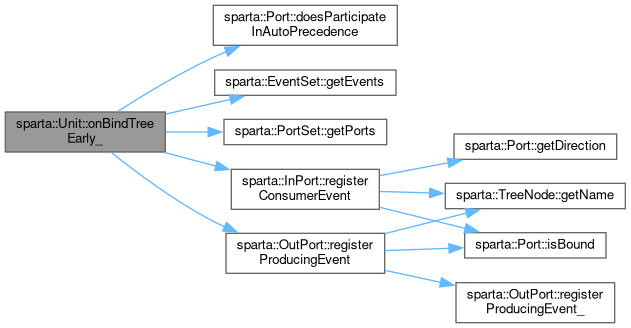 sparta::Port::doesParticipate
InAutoPrecedence
sparta::EventSet::getEvents
sparta::Unit::onBindTree
Early_
sparta::PortSet::getPorts
sparta::Port::getDirection
sparta::InPort::register
ConsumerEvent
sparta::TreeNode::getName
sparta::OutPort::register
ProducingEvent
sparta::Port::isBound
sparta::OutPort::register
ProducingEvent_